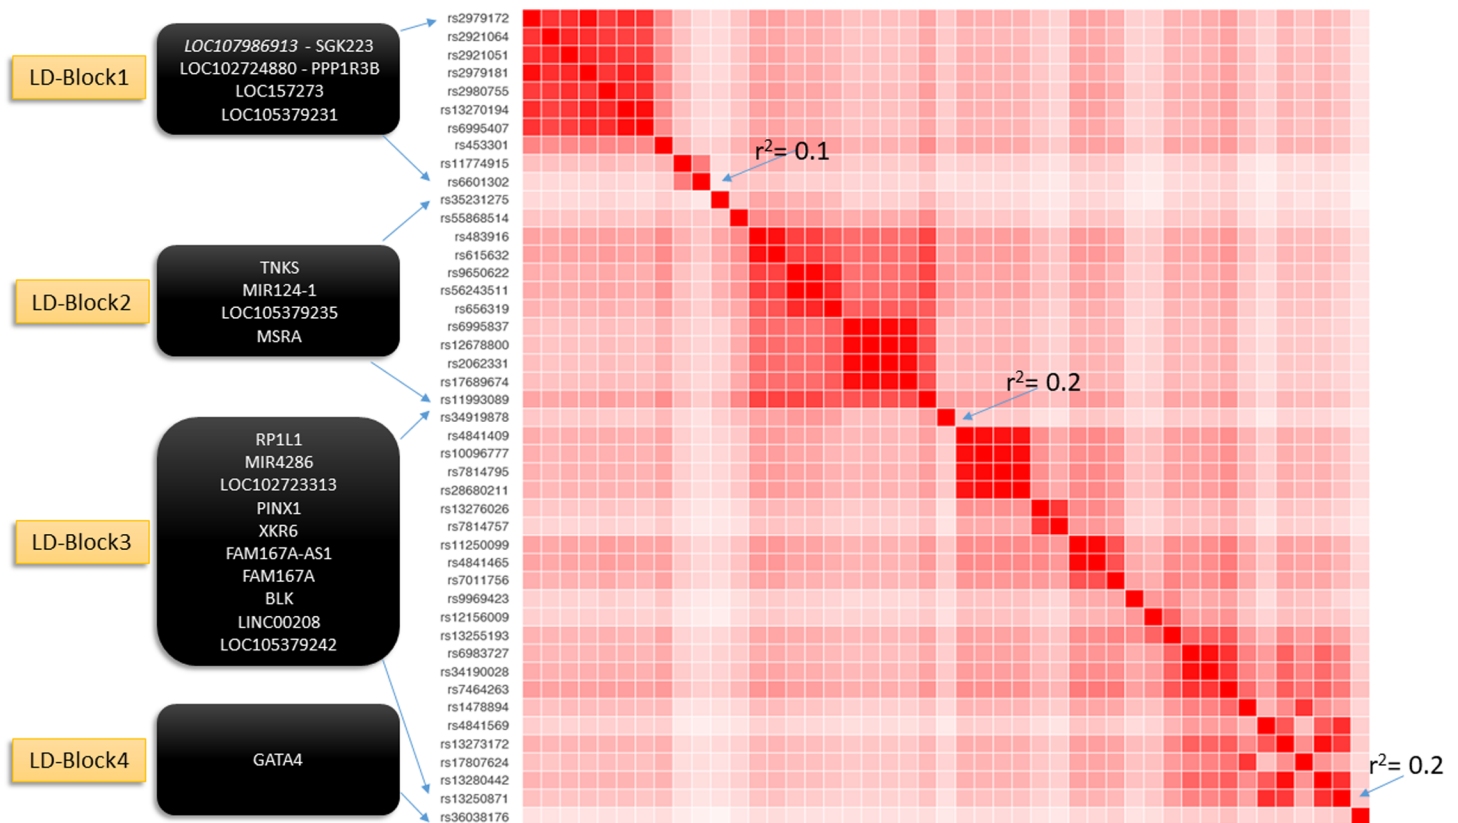 LD-Block1
LOC107986913 - SGK223
LOC102724880 - PPP1R3B
LOC157273
LOC105379231
LD-Block2
TNKS
MIR124-1
LOC105379235
MSRA
LD-Block3
RP1L1
MIR4286
LOC102723313
PINX1
XKR6
FAM167A-AS1
FAM167A
BLK
LINC00208
LOC105379242
LD-Block4
GATA4
rs2979172
rs2921064
rs2921051
rs2979181
rs2980755
rs13270194
rs6995407
rs453301
rs11774915
rs6601302
rs35231275
rs55868514
rs483916
rs615632
rs9650622
rs56243511
rs656319
rs6995837
rs12678800
rs2062331
rs17689674
rs11993089
rs34919878
rs4841409
rs10096777
rs7814795
rs28680211
rs13276026
rs7814757
rs11250099
rs4841465
rs7011756
rs9969423
rs12156009
rs13255193
rs6983727
rs34190028
rs7464263
rs1478894
rs4841569
rs13273172
rs17807624
rs13280442
rs13250871
rs36038176
r²= 0.1
r²= 0.2
r²= 0.2